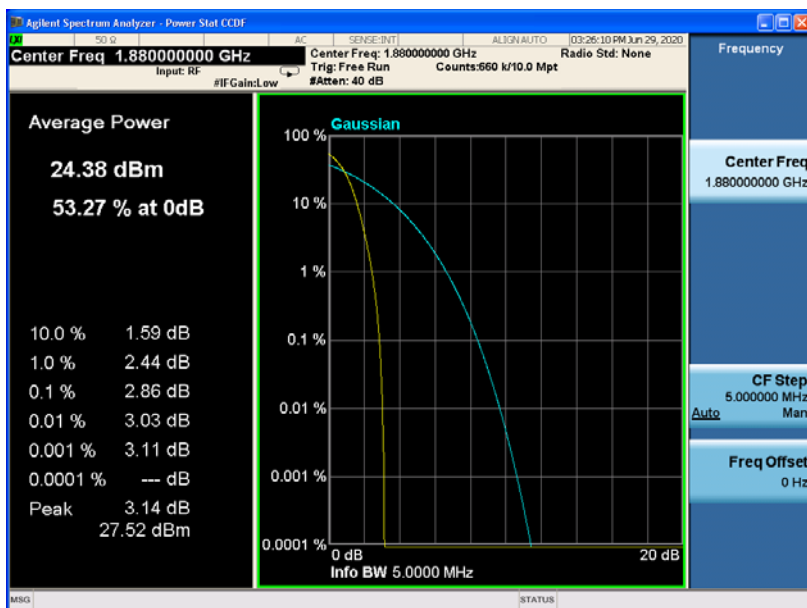 Agilent Spectrum Analyzer - Power Stat CCDF
LXI 50 Ω AC SENSE:INT ALIGN AUTO 03:26:10 PM Jun 29, 2020
Center Freq 1.880000000 GHz
Input: RF
#IFGain:Low
Center Freq: 1.880000000 GHz
Radio Std: None
Trig: Free Run
Counts:660 k/10.0 Mpt
#Atten: 40 dB
Average Power
24.38 dBm
53.27 % at 0dB
10.0 % 1.59 dB
1.0 % 2.44 dB
0.1 % 2.86 dB
0.01 % 3.03 dB
0.001 % 3.11 dB
0.0001 % --- dB
Peak 3.14 dB
27.52 dBm
Gaussian
100 %
10 %
1 %
0.1 %
0.01 %
0.001 %
0.0001 %
0 dB 20 dB
Info BW 5.0000 MHz
Frequency
Center Freq
1.880000000 GHz
CF Step
5.000000 MHz
Auto Man
Freq Offset
0 Hz
MSG STATUS